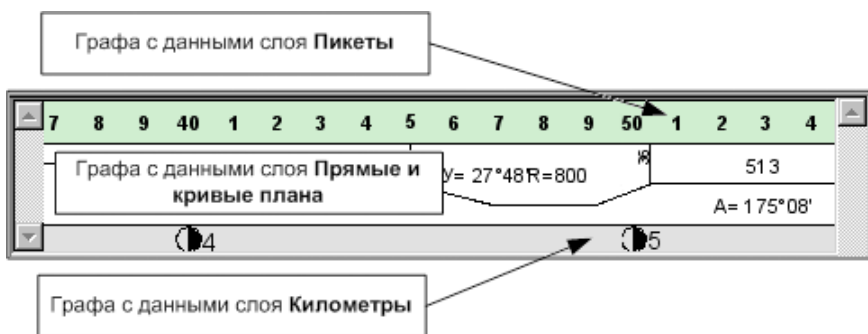 Графа с данными слоя Пикеты
7 8 9 40 1 2 3 4 5 6 7 8 9 50 1 2 3 4
Графа с данными слоя Прямые и
кривые плана
У= 27°48'R=800
513
А= 175°08'
4 5
Графа с данными слоя Километры